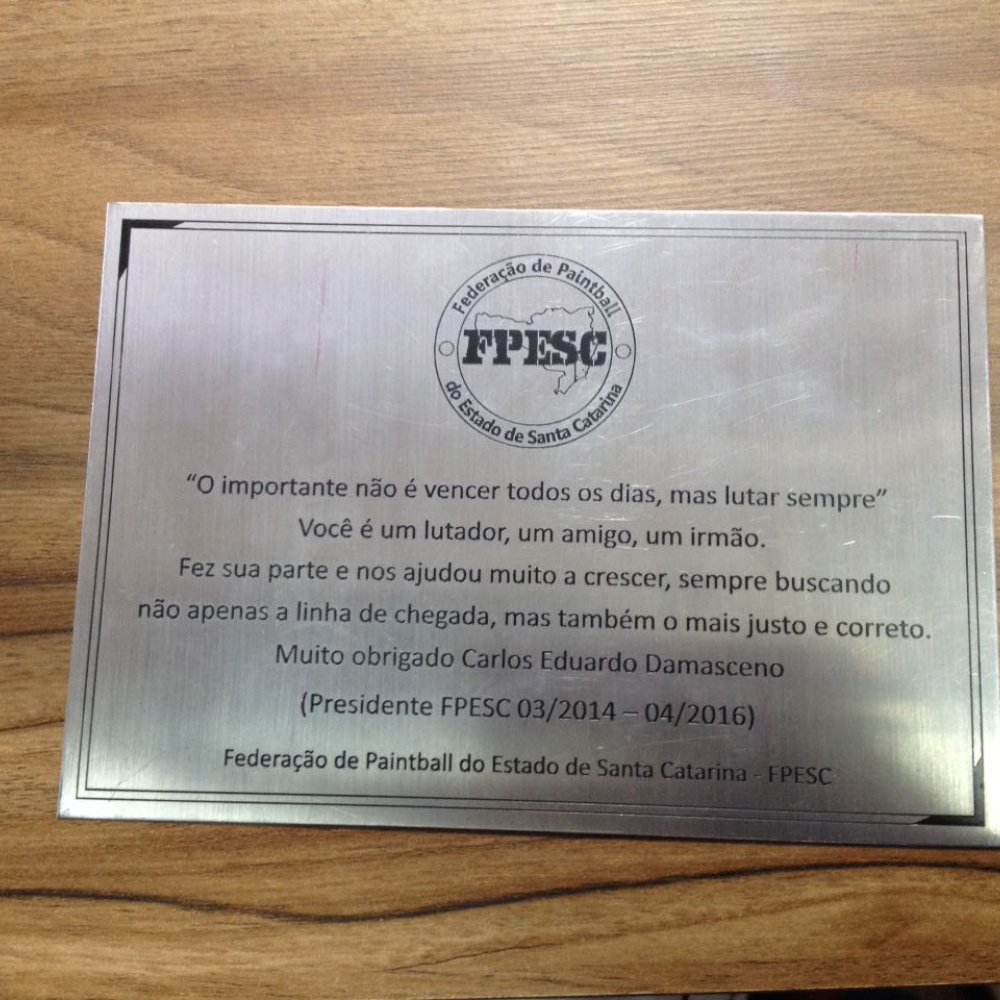 Federação de Paintball
FPESC
do Estado de Santa Catarina
“O importante não é vencer todos os dias, mas lutar sempre”
Você é um lutador, um amigo, um irmão.
Fez sua parte e nos ajudou muito a crescer, sempre buscando
não apenas a linha de chegada, mas também o mais justo e correto.
Muito obrigado Carlos Eduardo Damasceno
(Presidente FPESC 03/2014 – 04/2016)
Federação de Paintball do Estado de Santa Catarina - FPESC